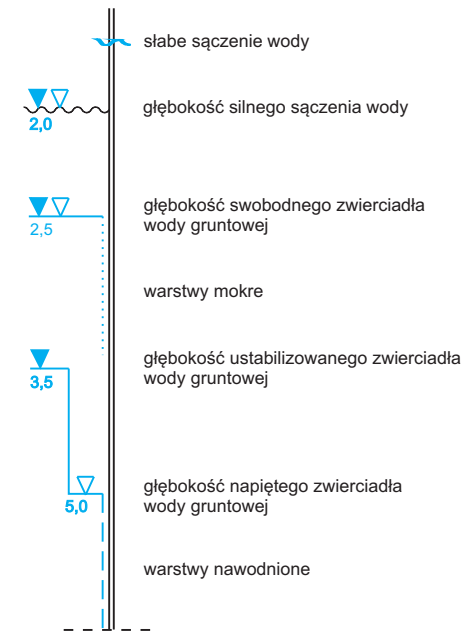 słabe sączenie wody
głębokość silnego sączenia wody
2,0
głębokość swobodnego zwierciadła
wody gruntowej
2,5
warstwy mokre
głębokość ustabilizowanego zwierciadła
wody gruntowej
3,5
głębokość napiętego zwierciadła
wody gruntowej
5,0
warstwy nawodnione